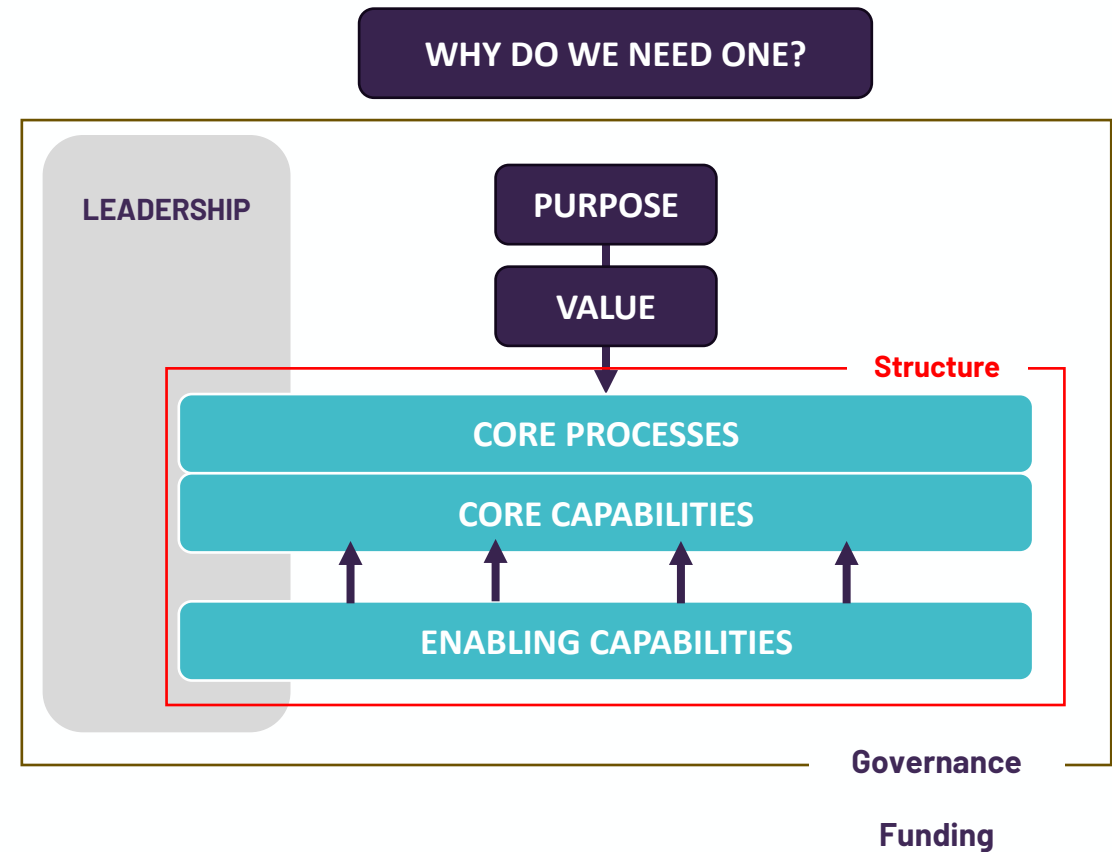 WHY DO WE NEED ONE?
LEADERSHIP
PURPOSE
VALUE
Structure
CORE PROCESSES
CORE CAPABILITIES
ENABLING CAPABILITIES
Governance
Funding